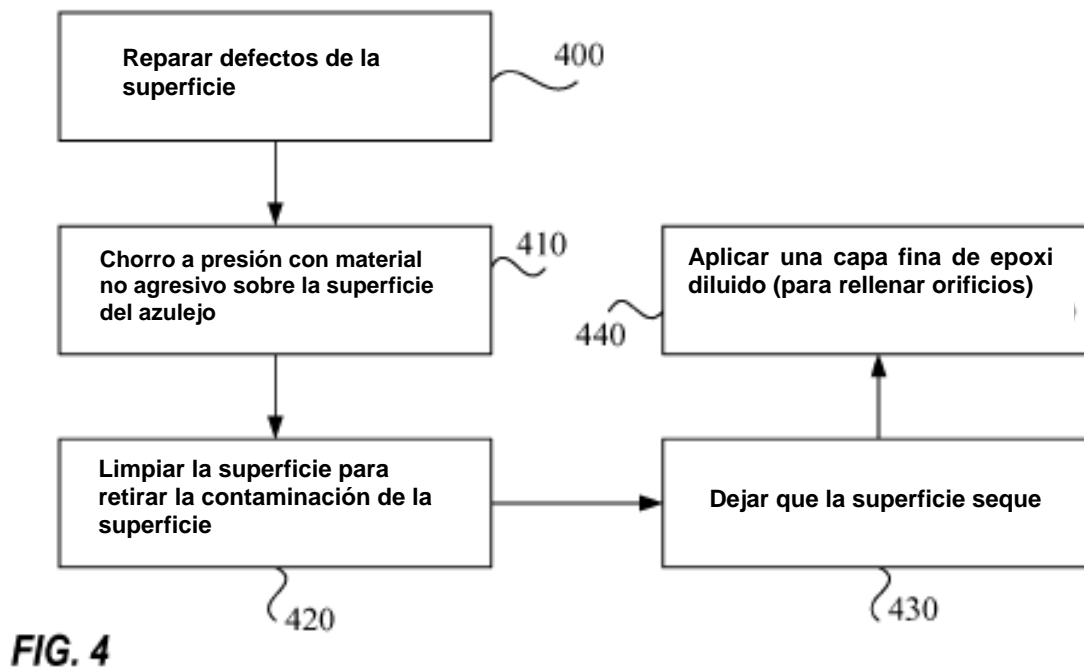 Reparar defectos de la
superficie
400
Chorro a presión con material
no agresivo sobre la superficie
del azulejo
410
Limpiar la superficie para
retirar la contaminación de la
superficie
420
Dejar que la superficie seque
430
Aplicar una capa fina de epoxi
diluido (para rellenar orificios)
440
FIG. 4